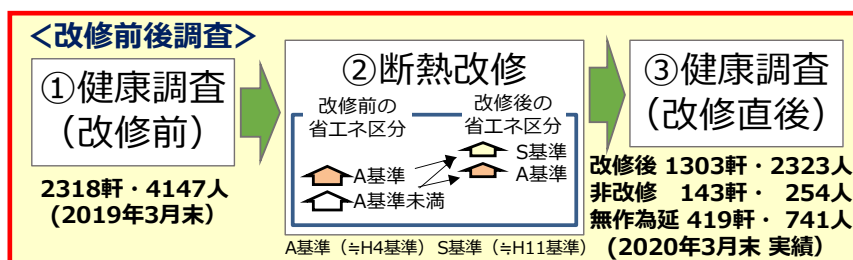 <改修前後調査>
①健康調査
(改修前)
2318軒・4147人
(2019年3月末)
②断熱改修
改修前の
省エネ区分
A基準
A基準未満
改修後の
省エネ区分
S基準
A基準
A基準(≒H4基準) S基準(≒H11基準)
③健康調査
(改修直後)
改修後 1303軒・2323人
非改修 143軒・ 254人
無作為延 419軒・ 741人
(2020年3月末 実績)